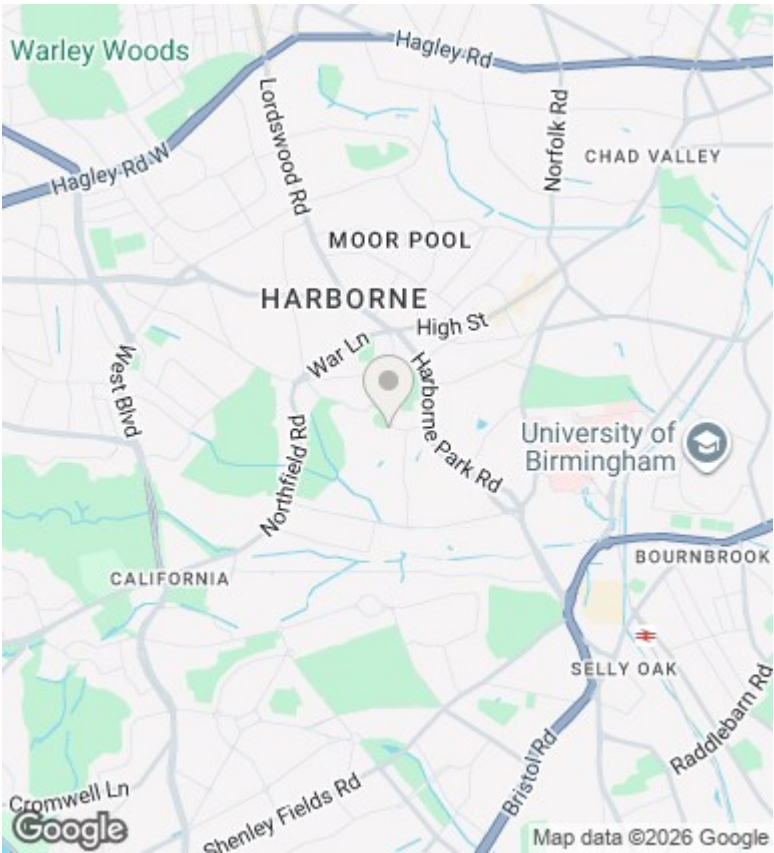 Warley Woods
Hagley Rd
Lordswood Rd
Norfolk Rd
CHAD VALLEY
Hagley Rd W
MOOR POOL
HARBORNE
High St
War Ln
West Blvd
Harborne Park Rd
Northfield Rd
University of
Birmingham
BOURNBROOK
CALIFORNIA
SELLY OAK
Raddlebarn Rd
Bristol Rd
Cromwell Ln
Shenley Fields Rd
Google
Map data ©2026 Google